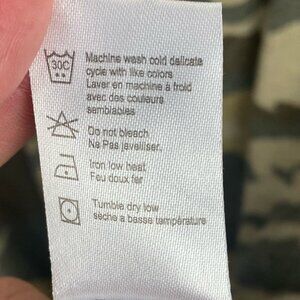 30C
Machine wash cold delicate
cycle with like colors
Laver en machine à froid
avec des couleurs
semblables
Do not bleach
Ne Pas javelliser.
Iron low heat
Feu doux fer
Tumble dry low
seche a basse température